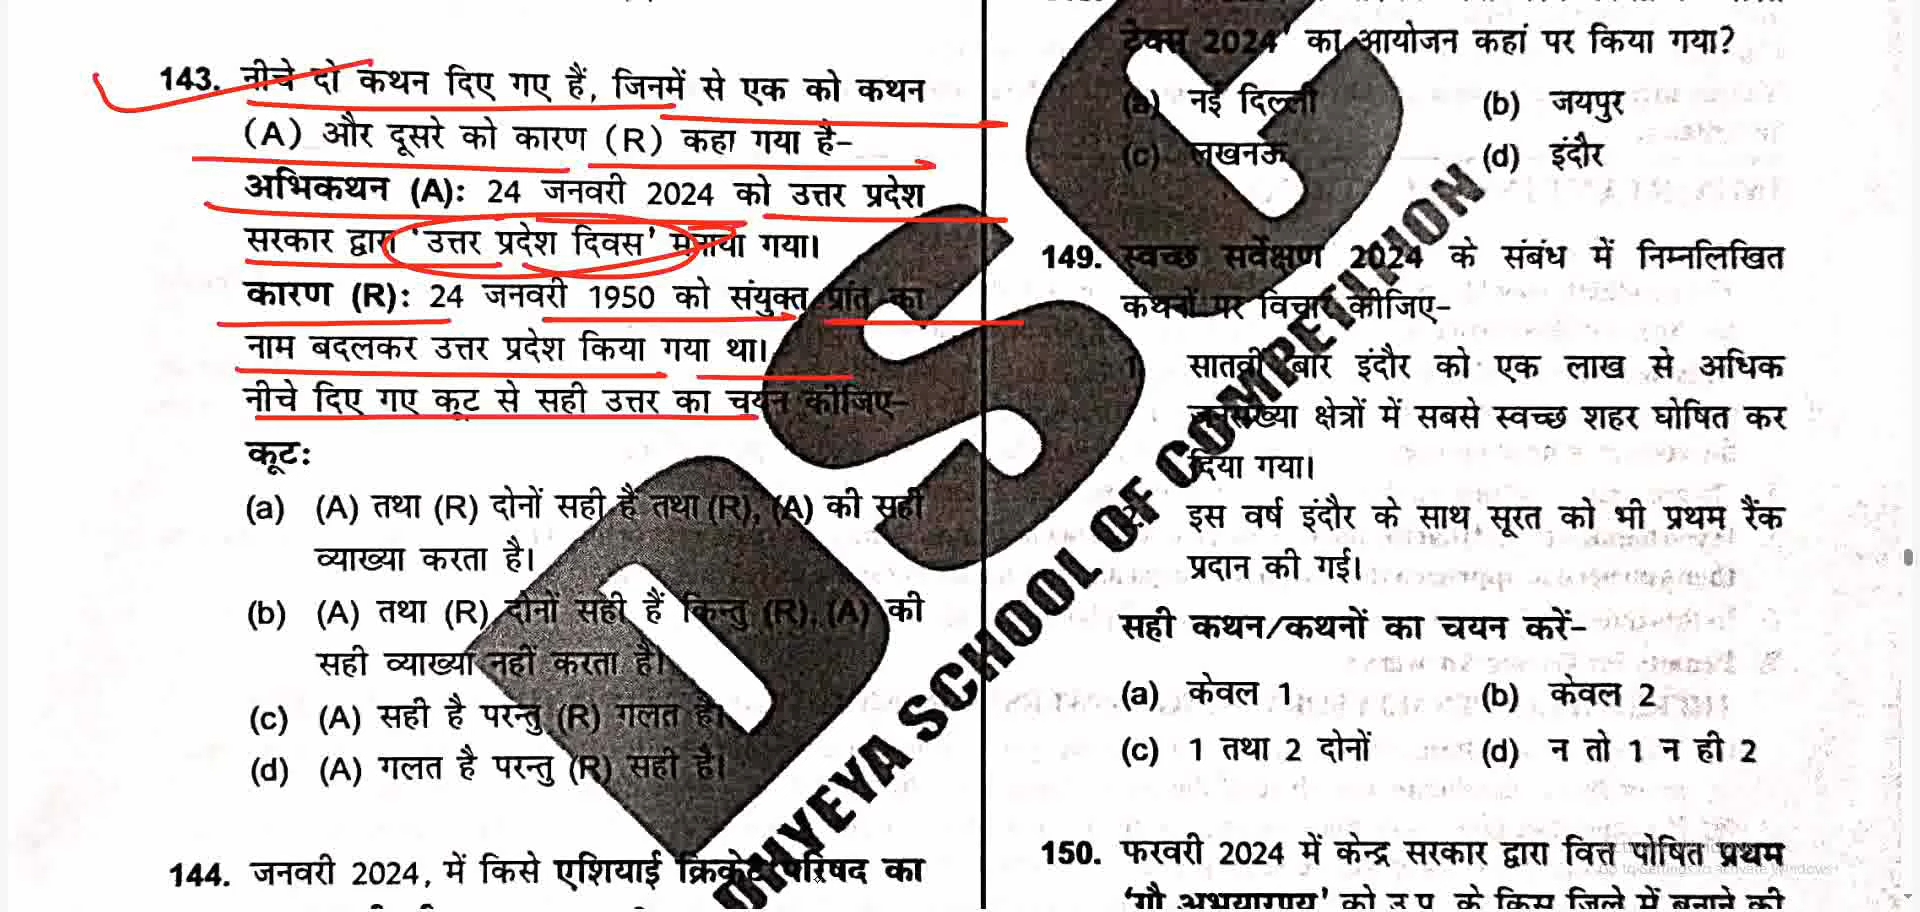 143. नीचे दो कथन दिए गए हैं, जिनमें से एक को कथन
(A) और दूसरे को कारण (R) कहा गया है–
अभिकथन (A): 24 जनवरी 2024 को उत्तर प्रदेश
सरकार द्वारा 'उत्तर प्रदेश दिवस' मनाया गया।
कारण (R): 24 जनवरी 1950 को संयुक्त प्रांत का
नाम बदलकर उत्तर प्रदेश किया गया था।
नीचे दिए गए कूट से सही उत्तर का चयन कीजिए–
कूट:
(a) (A) तथा (R) दोनों सही हैं तथा (R), (A) की सही
व्याख्या करता है।
(b) (A) तथा (R) दोनों सही हैं किन्तु (R), (A) की
सही व्याख्या नहीं करता है।
(c) (A) सही है परन्तु (R) गलत है।
(d) (A) गलत है परन्तु (R) सही है।
144. जनवरी 2024, में किसे एशियाई क्रिकेट परिषद का
टेक्स 2024' का आयोजन कहां पर किया गया?
(a) नई दिल्ली (b) जयपुर
(c) लखनऊ (d) इंदौर
149. स्वच्छ सर्वेक्षण 2024 के संबंध में निम्नलिखित
कथनों पर विचार कीजिए–
1. सातवीं बार इंदौर को एक लाख से अधिक
जनसंख्या क्षेत्रों में सबसे स्वच्छ शहर घोषित कर
दिया गया।
इस वर्ष इंदौर के साथ सूरत को भी प्रथम रैंक
प्रदान की गई।
सही कथन/कथनों का चयन करें–
(a) केवल 1 (b) केवल 2
(c) 1 तथा 2 दोनों (d) न तो 1 न ही 2
150. फरवरी 2024 में केन्द्र सरकार द्वारा वित्त पोषित प्रथम
'गौ अभयारण्य' को उ.प्र. के किस जिले में बनाने की
DSC
DHYEYA SCHOOL OF COMPETITION